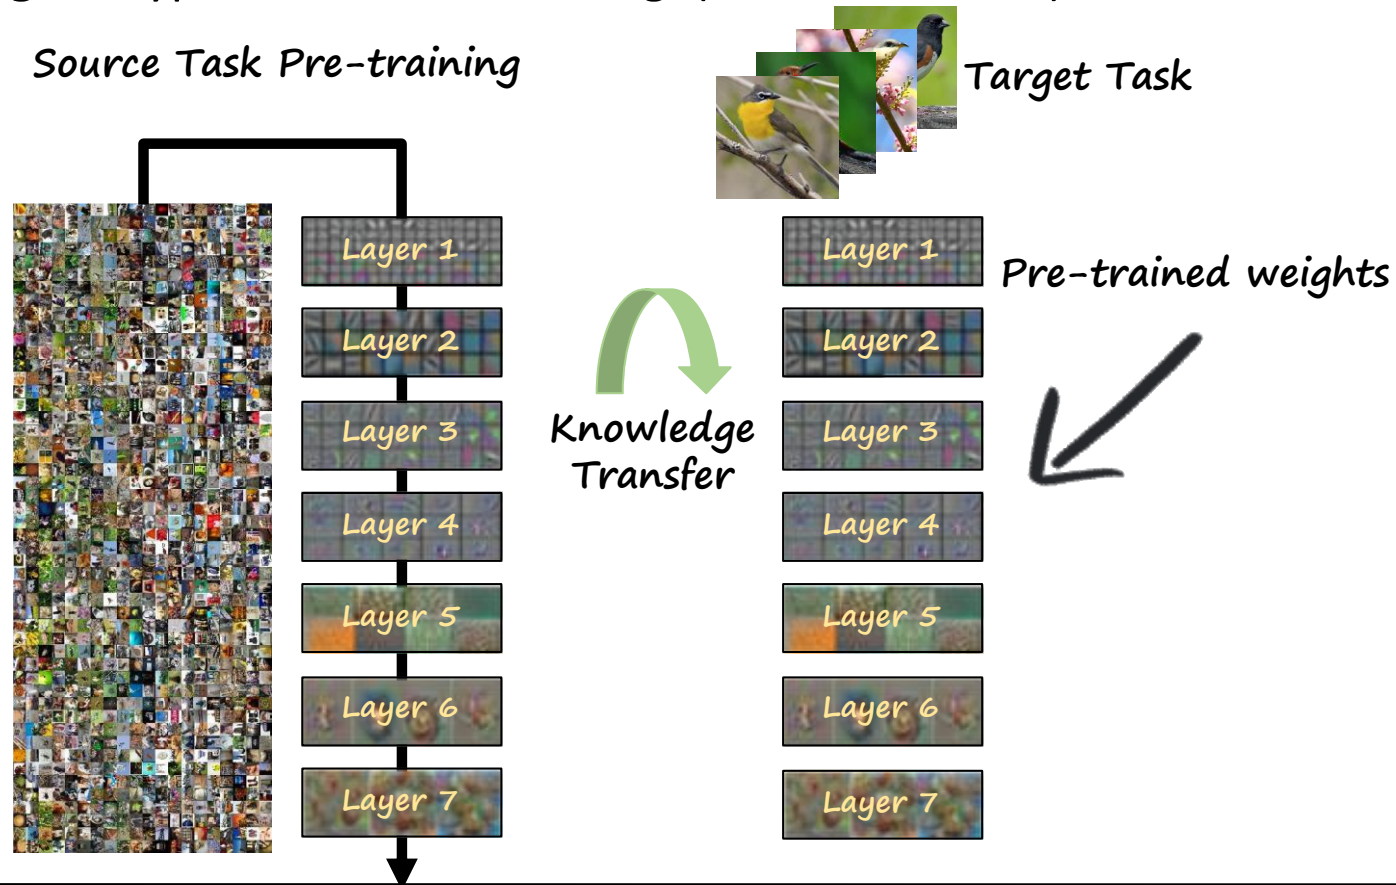 Source Task Pre-training
Target Task
Layer 1
Layer 2
Layer 3
Layer 4
Layer 5
Layer 6
Layer 7
Knowledge
Transfer
Layer 1
Layer 2
Layer 3
Layer 4
Layer 5
Layer 6
Layer 7
Pre-trained weights